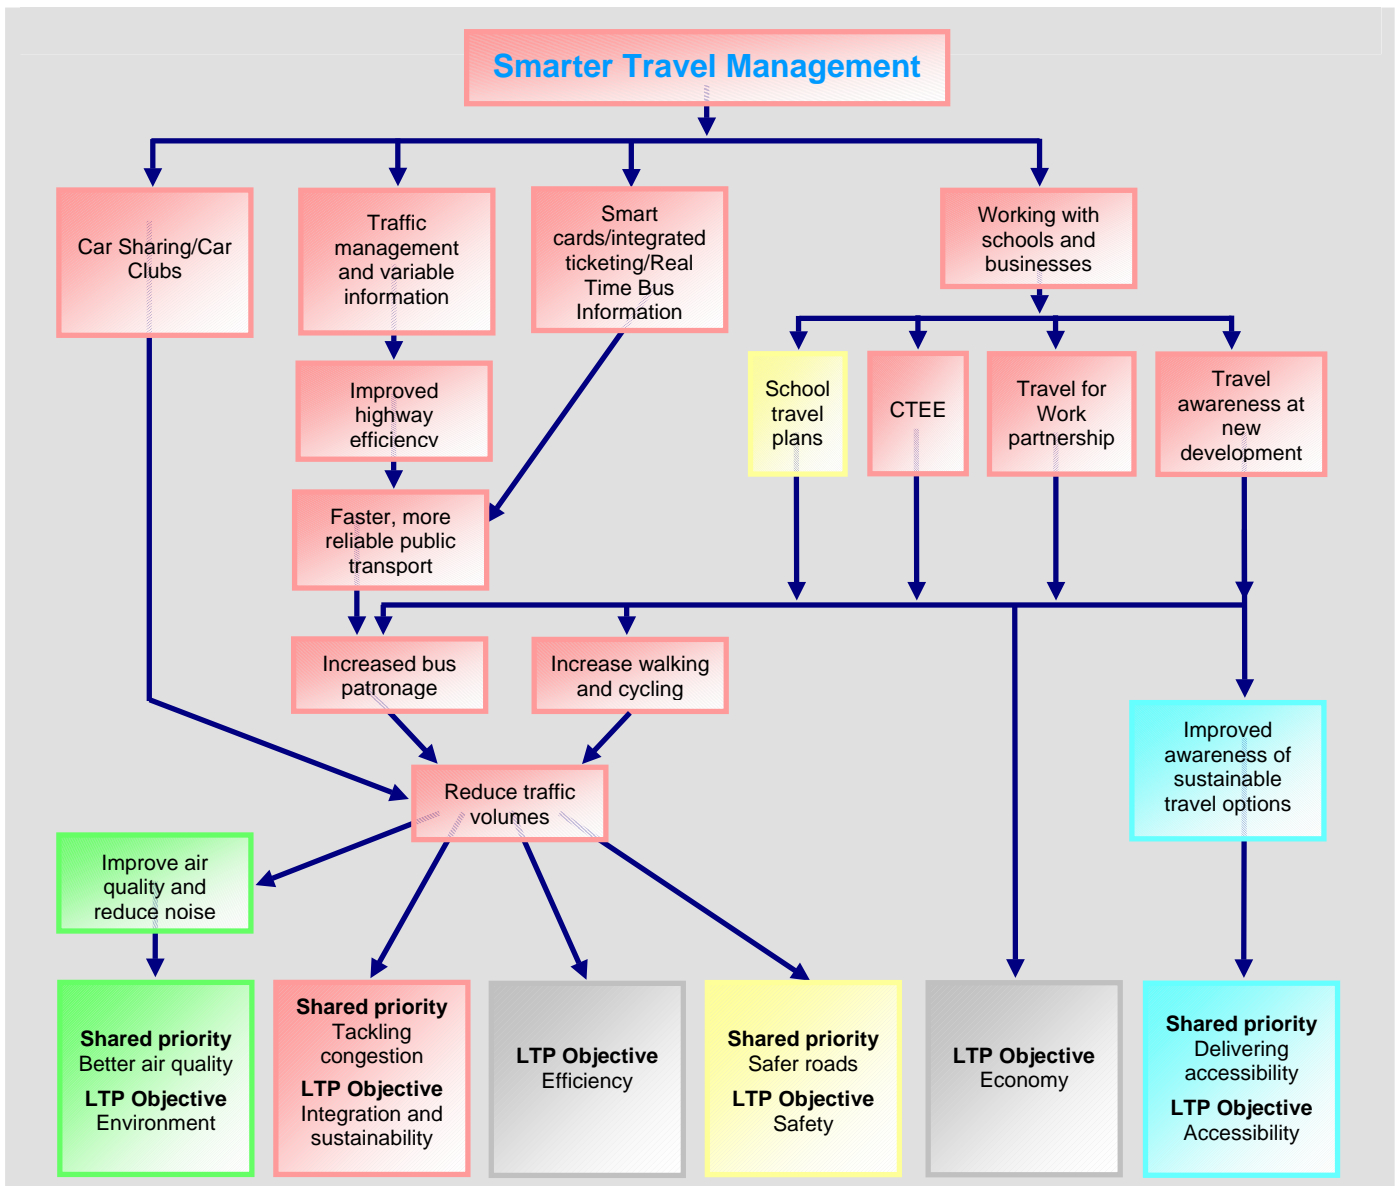 Smarter Travel Management
Car Sharing/Car
Clubs
Traffic
management
and variable
information
Smart
cards/integrated
ticketing/Real
Time Bus
Information
Working with
schools and
businesses
Improved
highway
efficiency
School
travel
plans
CTEE
Travel for
Work
partnership
Travel
awareness at
new
development
Faster, more
reliable public
transport
Increased bus
patronage
Increase walking
and cycling
Improved
awareness of
sustainable
travel options
Reduce traffic
volumes
Improve air
quality and
reduce noise
Shared priority
Better air quality
LTP Objective
Environment
Shared priority
Tackling
congestion
LTP Objective
Integration and
sustainability
LTP Objective
Efficiency
Shared priority
Safer roads
LTP Objective
Safety
LTP Objective
Economy
Shared priority
Delivering
accessibility
LTP Objective
Accessibility